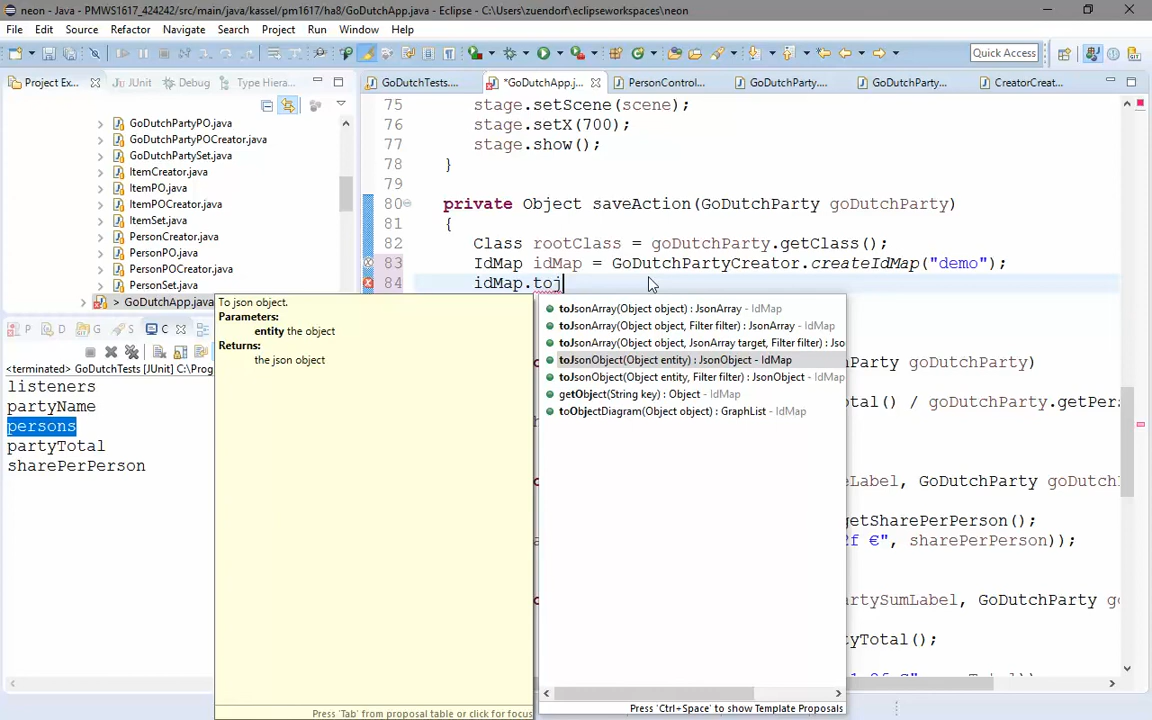 neon - Java - PMWS1617_424242/src/main/java/kassel/pm1617/ha8/GoDutchApp.java - Eclipse - C:\Users\zuendorf\eclipseworkspaces\neon
File Edit Source Refactor Navigate Search Project Run Window Help
Quick Access
Project Ex... JUnit Debug Type Hiera...
GoDutchTests.... *GoDutchApp.j... PersonControl... GoDutchParty.... GoDutchParty... CreatorCreat...
GoDutchPartyPO.java
GoDutchPartyPOCreator.java
GoDutchPartySet.java
ItemCreator.java
ItemPO.java
ItemPOCreator.java
ItemSet.java
PersonCreator.java
PersonPO.java
PersonPOCreator.java
PersonSet.java
> GoDutchApp.java
P D G S C
<terminated> GoDutchTests [JUnit] C:\Prog
listeners
partyName
persons
partyTotal
sharePerPerson
75 stage.setScene(scene);
76 stage.setX(700);
77 stage.show();
78 }
79
80 private Object saveAction(GoDutchParty goDutchParty)
81 {
82 Class rootClass = goDutchParty.getClass();
83 IdMap idMap = GoDutchPartyCreator.createIdMap("demo");
84 idMap.toj
To json object.
Parameters:
entity the object
Returns:
the json object
Press 'Tab' from proposal table or click for focus
toJsonArray(Object object) : JsonArray - IdMap
toJsonArray(Object object, Filter filter) : JsonArray - IdMap
toJsonArray(Object object, JsonArray target, Filter filter) : Jso
toJsonObject(Object entity) : JsonObject - IdMap
toJsonObject(Object entity, Filter filter) : JsonObject - IdMap
getObject(String key) : Object - IdMap
toObjectDiagram(Object object) : GraphList - IdMap
Press 'Ctrl+Space' to show Template Proposals
rty goDutchParty)
otal() / goDutchParty.getPers
eLabel, GoDutchParty goDutchP
getSharePerPerson();
2f €", sharePerPerson));
artySumLabel, GoDutchParty go
tyTotal();